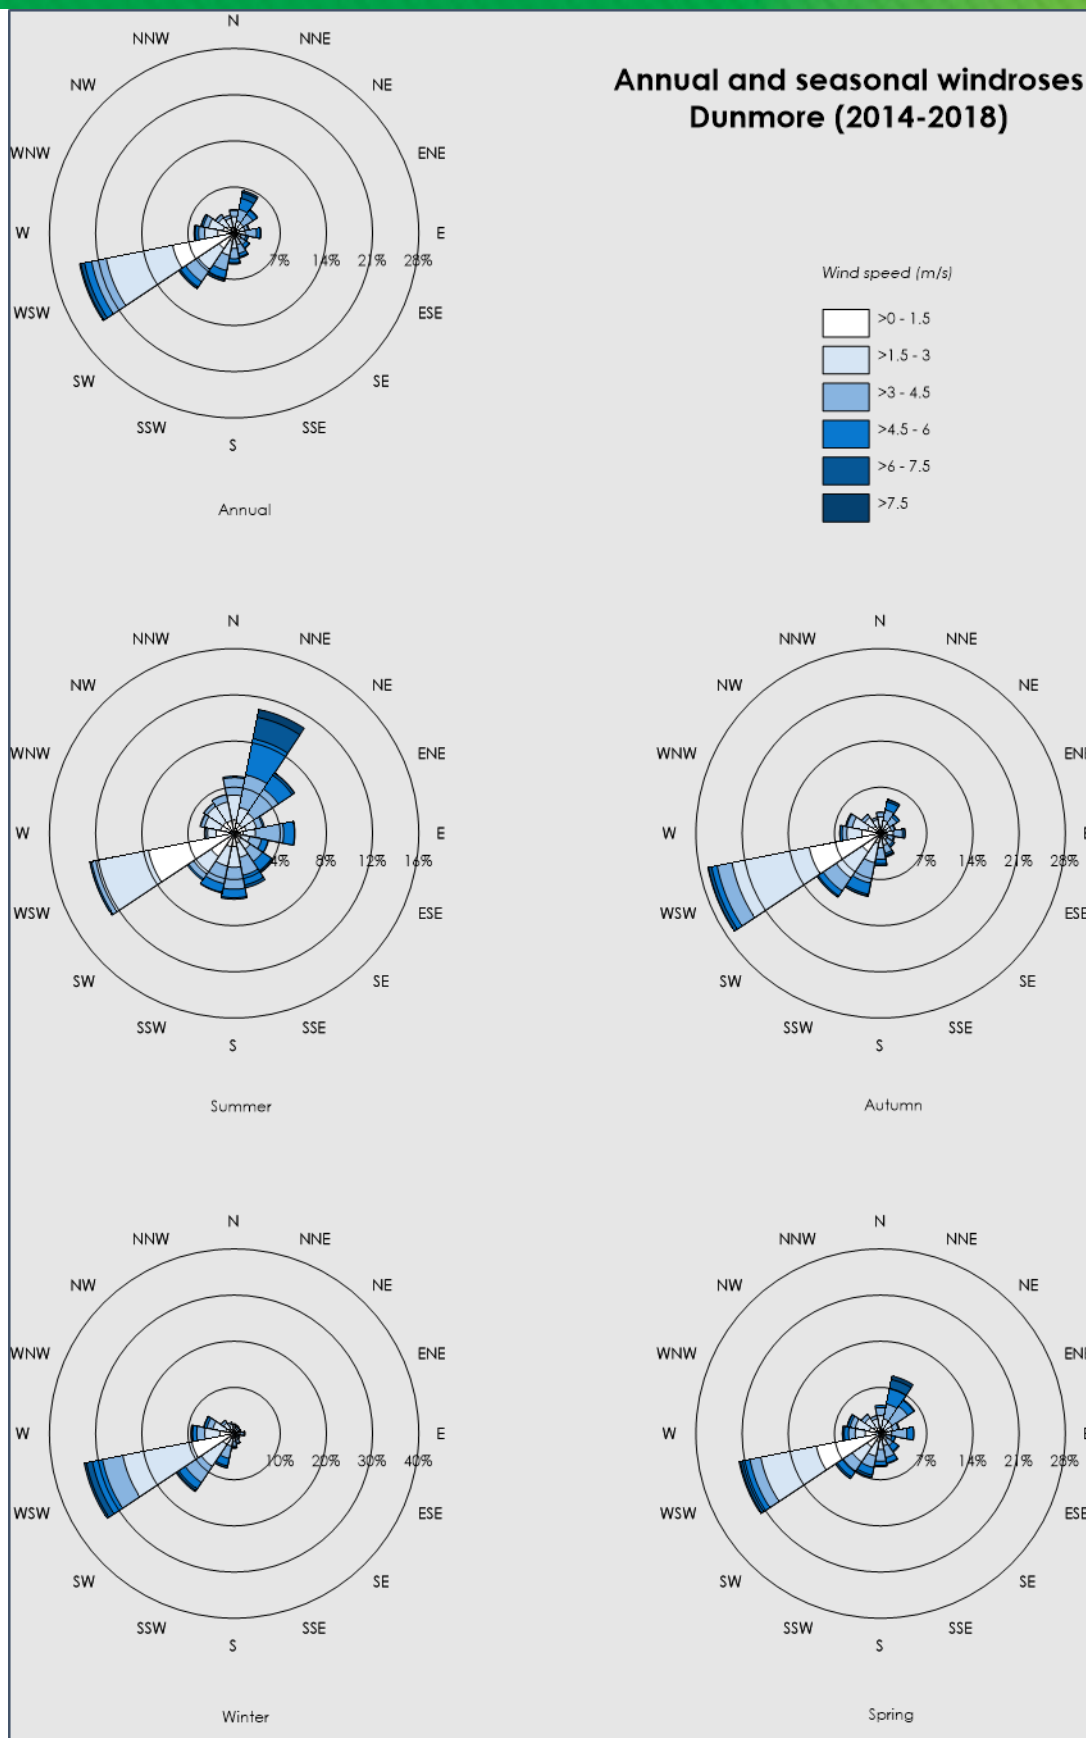 Annual and seasonal windroses
Dunmore (2014-2018)
N
NNW NNE
NW NE
WNW ENE
W E
7% 14% 21% 28%
WSW ESE
SW SE
SSW SSE
S
Annual
Wind speed (m/s)
>0 - 1.5
>1.5 - 3
>3 - 4.5
>4.5 - 6
>6 - 7.5
>7.5
N
NNW NNE
NW NE
WNW ENE
W E
4% 8% 12% 16%
WSW ESE
SW SE
SSW SSE
S
Summer
N
NNW NNE
NW NE
WNW
W
7% 14% 21% 28%
WSW ESE
SW SE
SSW SSE
S
Autumn
N
NNW NNE
NW NE
WNW ENE
W E
10% 20% 30% 40%
WSW ESE
SW SE
SSW SSE
S
Winter
N
NNW NNE
NW NE
WNW
W
7% 14% 21% 28%
WSW ESE
SW SE
SSW SSE
S
Spring